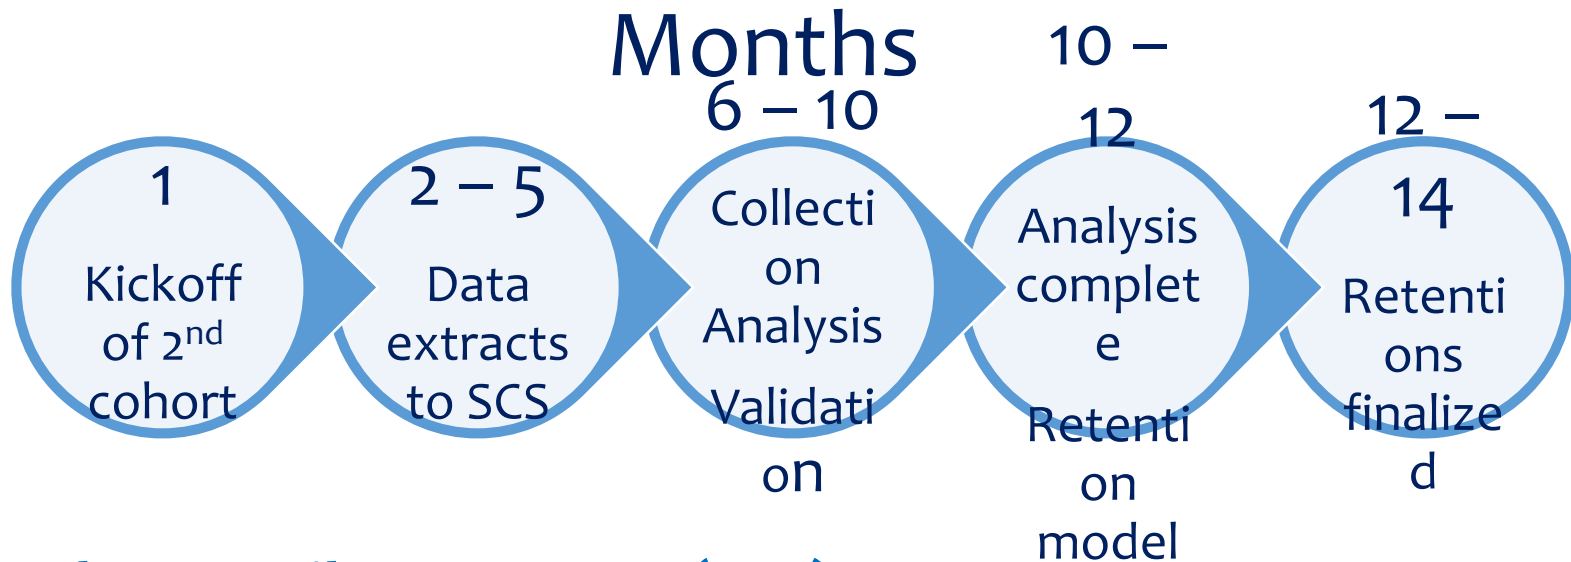 Months
1
Kickoff
of 2nd
cohort
2 – 5
Data
extracts
to SCS
6 – 10
Collecti
on
Analysis
Validati
on
10 –
12
Analysis
complet
e
Retenti
on
model
12 –
14
Retenti
ons
finalize
d